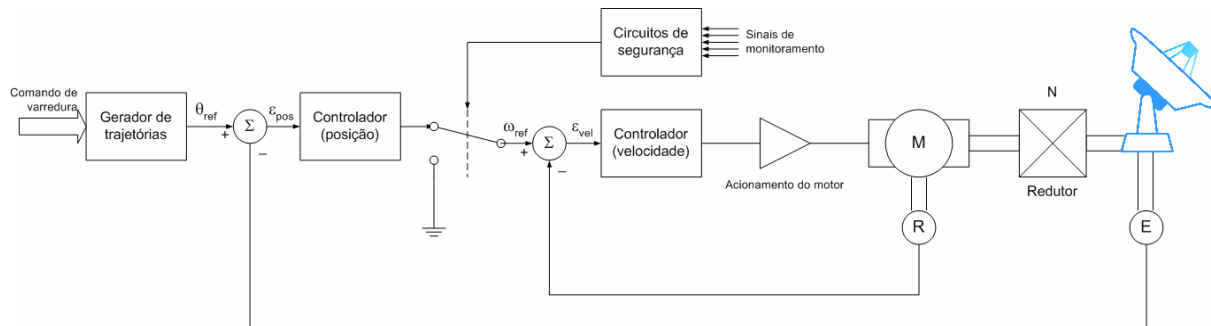 Circuitos de
segurança
Sinais de
monitoramento
Comando de
varredura
Gerador de
trajetórias
θref
+
Σ
−
εpos
Controlador
(posição)
ωref
+
Σ
−
εvel
Controlador
(velocidade)
Acionamento do motor
M
R
N
Redutor
E